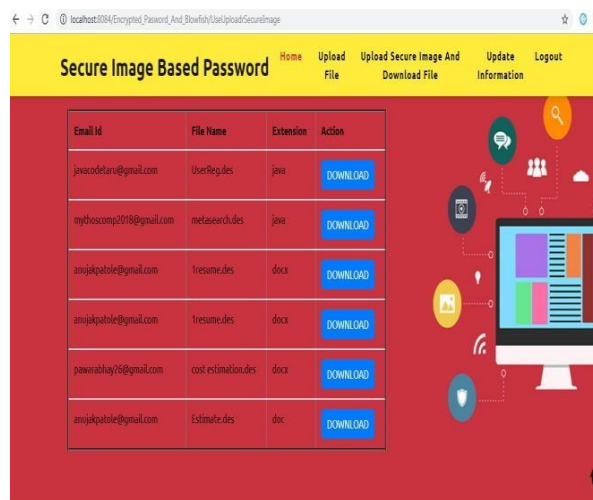 localhost:8084/Encrypted_Pasword_And_Blowfish/UseUploadrSecureImage
Secure Image Based Password
Home
Upload File
Upload Secure Image And Download File
Update Information
Logout
Email Id File Name Extension Action
javacodetaru@gmail.com UserReg.des java DOWNLOAD
mythoscomp2018@gmail.com metasearch.des java DOWNLOAD
anujakpatole@gmail.com 1resume.des docx DOWNLOAD
anujakpatole@gmail.com 1resume.des docx DOWNLOAD
pawarabhay26@gmail.com cost estimation.des docx DOWNLOAD
anujakpatole@gmail.com Estimate.des doc DOWNLOAD